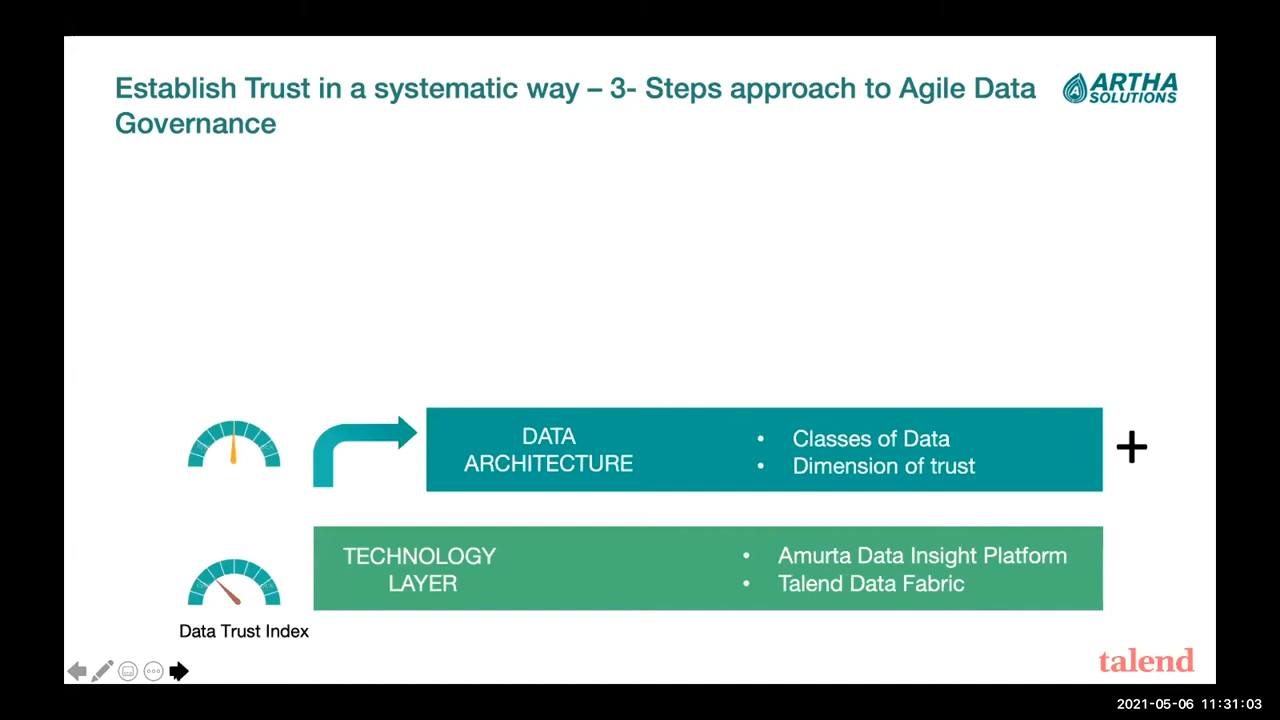 Establish Trust in a systematic way – 3- Steps approach to Agile Data
Governance
ARTHA
SOLUTIONS
DATA
ARCHITECTURE
• Classes of Data
• Dimension of trust
+
TECHNOLOGY
LAYER
• Amurta Data Insight Platform
• Talend Data Fabric
Data Trust Index
talend
2021-05-06 11:31:03